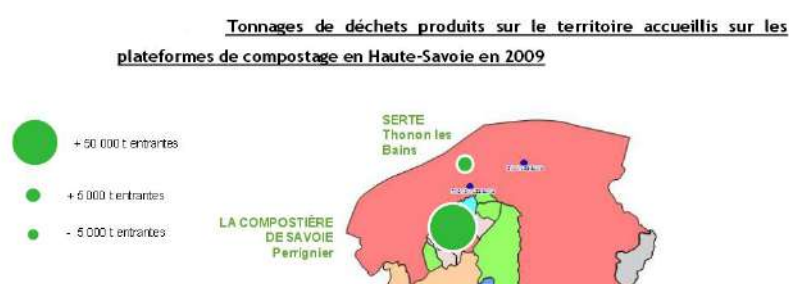 Tonnages de déchets produits sur le territoire accueillis sur les
plateformes de compostage en Haute-Savoie en 2009
SERTE
Thonon les
Bains
+ 50 000 t entrantes
+ 5 000 t entrantes
- 5 000 t entrantes
LA COMPOSTIÈRE
DE SAVOIE
Perrignier